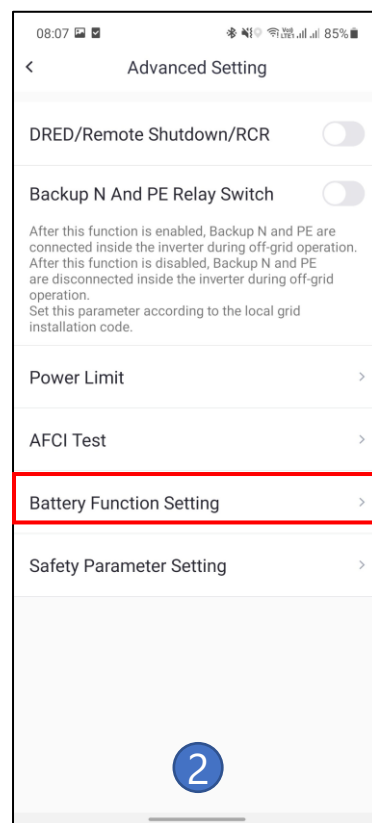 08:07 85%
< Advanced Setting
DRED/Remote Shutdown/RCR
Backup N And PE Relay Switch
After this function is enabled, Backup N and PE are
connected inside the inverter during off-grid operation.
After this function is disabled, Backup N and PE
are disconnected inside the inverter during off-grid
operation.
Set this parameter according to the local grid
installation code.
Power Limit >
AFCI Test >
Battery Function Setting >
Safety Parameter Setting >
2